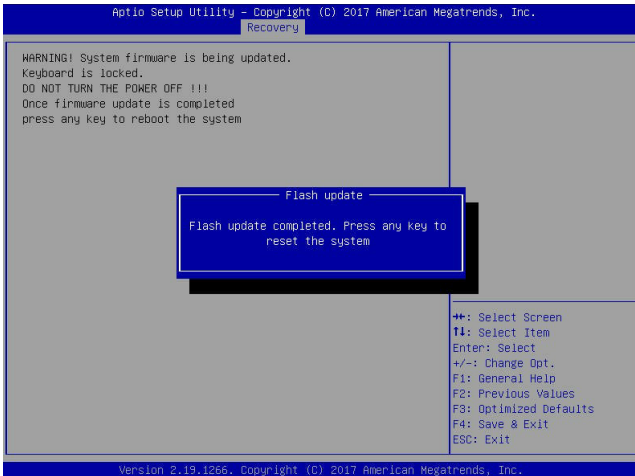 Aptio Setup Utility – Copyright (C) 2017 American Megatrends, Inc.
Recovery
WARNING! System firmware is being updated.
Keyboard is locked.
DO NOT TURN THE POWER OFF !!!
Once firmware update is completed
press any key to reboot the system
Flash update
Flash update completed. Press any key to
reset the system
→←: Select Screen
↑↓: Select Item
Enter: Select
+/-: Change Opt.
F1: General Help
F2: Previous Values
F3: Optimized Defaults
F4: Save & Exit
ESC: Exit
Version 2.19.1266. Copyright (C) 2017 American Megatrends, Inc.